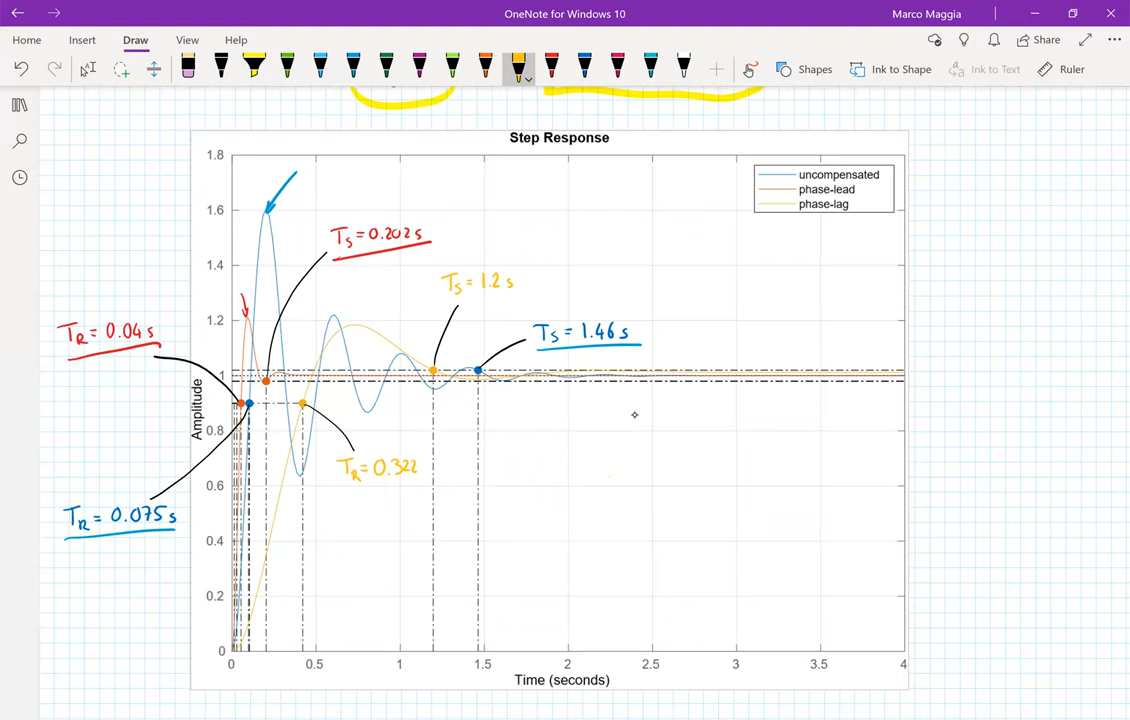 OneNote for Windows 10
Marco Maggia
Home
Insert
Draw
View
Help
Share
Shapes
Ink to Shape
Ink to Text
Ruler
Step Response
1.8
1.6
1.4
1.2
1
0.8
0.6
0.4
0.2
0
Amplitude
uncompensated
phase-lead
phase-lag
TS = 0.202 s
TS = 1.2 s
TR = 0.04 s
TS = 1.46 s
TR = 0.322
TR = 0.075 s
0 0.5 1 1.5 2 2.5 3 3.5 4
Time (seconds)